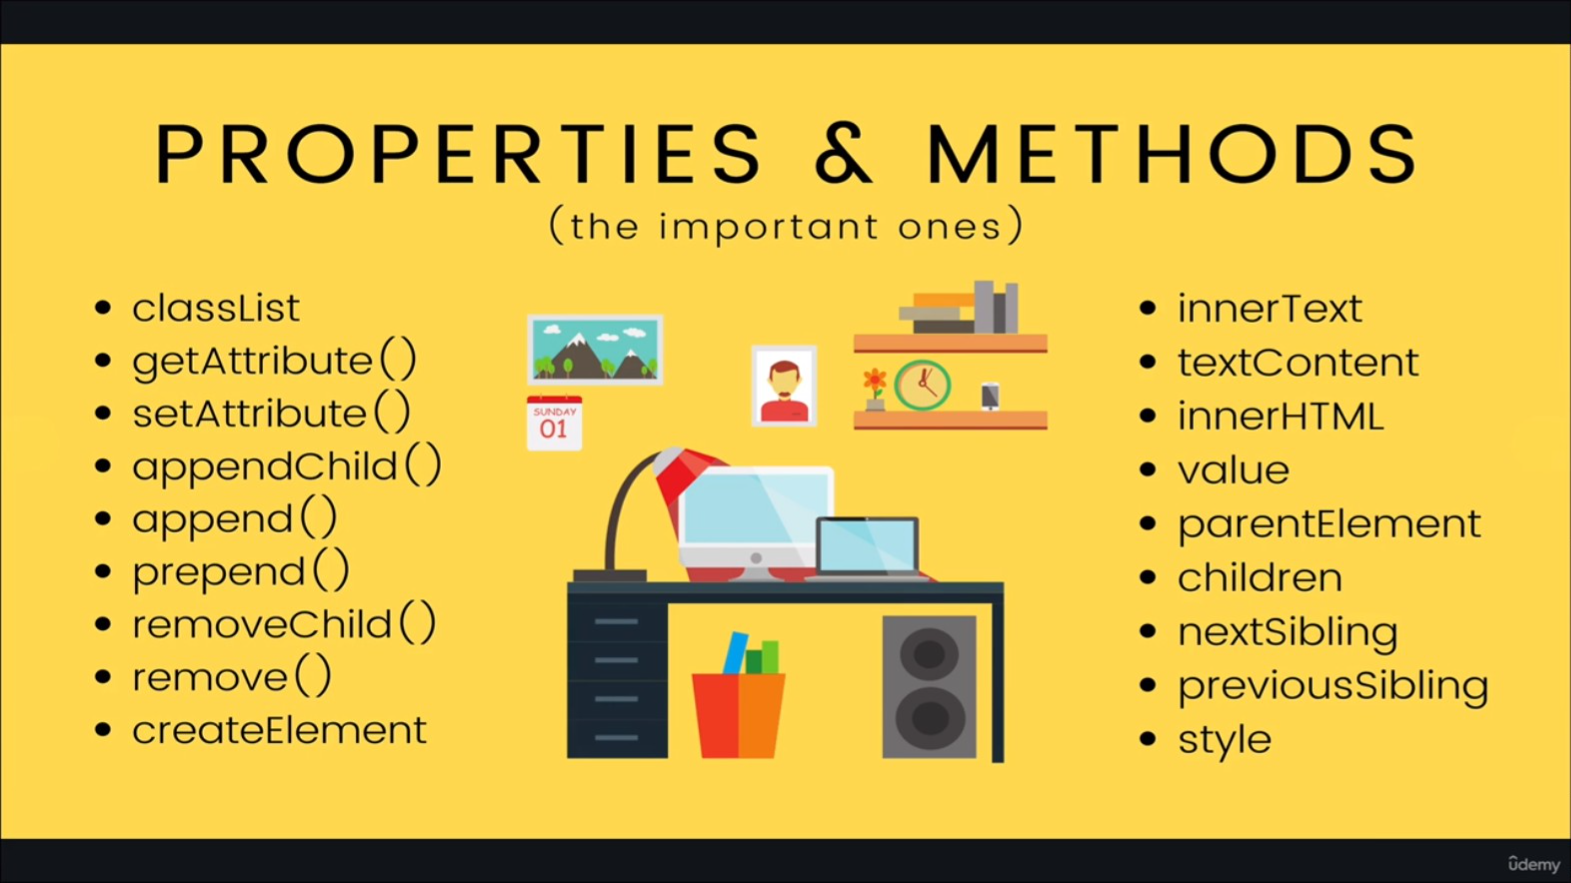 PROPERTIES & METHODS
(the important ones)
• classList
• getAttribute()
• setAttribute()
• appendChild()
• append()
• prepend()
• removeChild()
• remove()
• createElement
SUNDAY
01
• innerText
• textContent
• innerHTML
• value
• parentElement
• children
• nextSibling
• previousSibling
• style
ûdemy